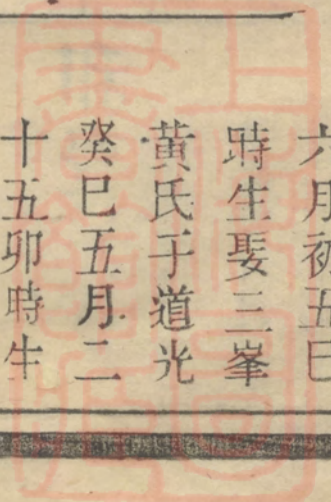 六月初五巳
時生娶三峯
黃氏于道光
癸巳五月二
十五卯時生